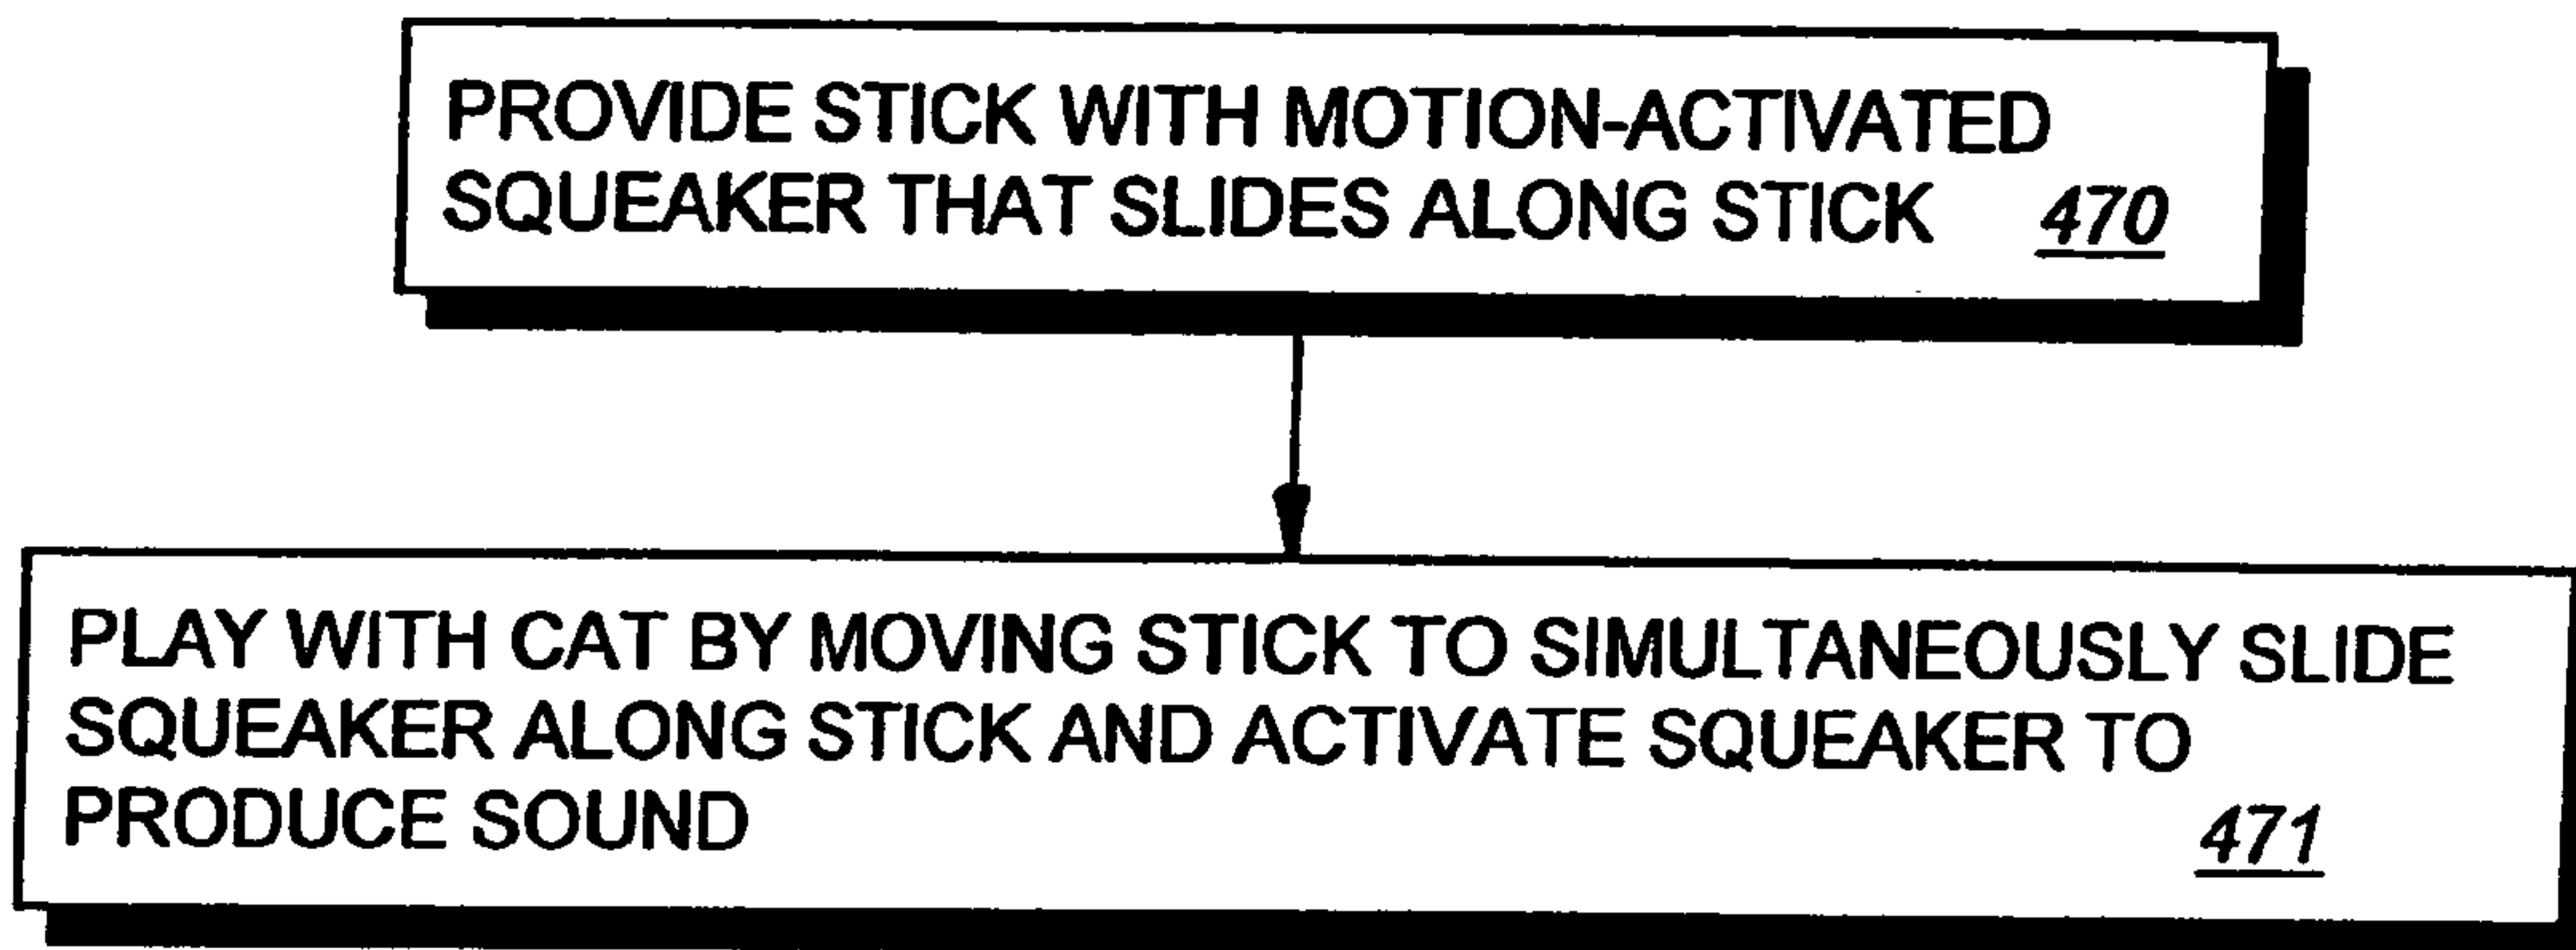 PROVIDE STICK WITH MOTION-ACTIVATED
SQUEAKER THAT SLIDES ALONG STICK 470
PLAY WITH CAT BY MOVING STICK TO SIMULTANEOUSLY SLIDE
SQUEAKER ALONG STICK AND ACTIVATE SQUEAKER TO
PRODUCE SOUND 471